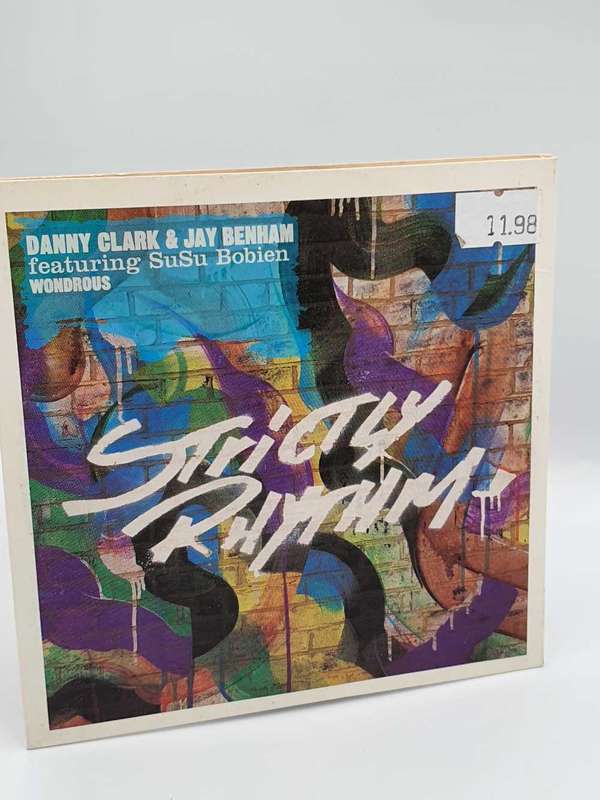 DANNY CLARK & JAY BENHAM
featuring SuSu Bobien
WONDROUS
11.98
STRICTLY
RHYTHM